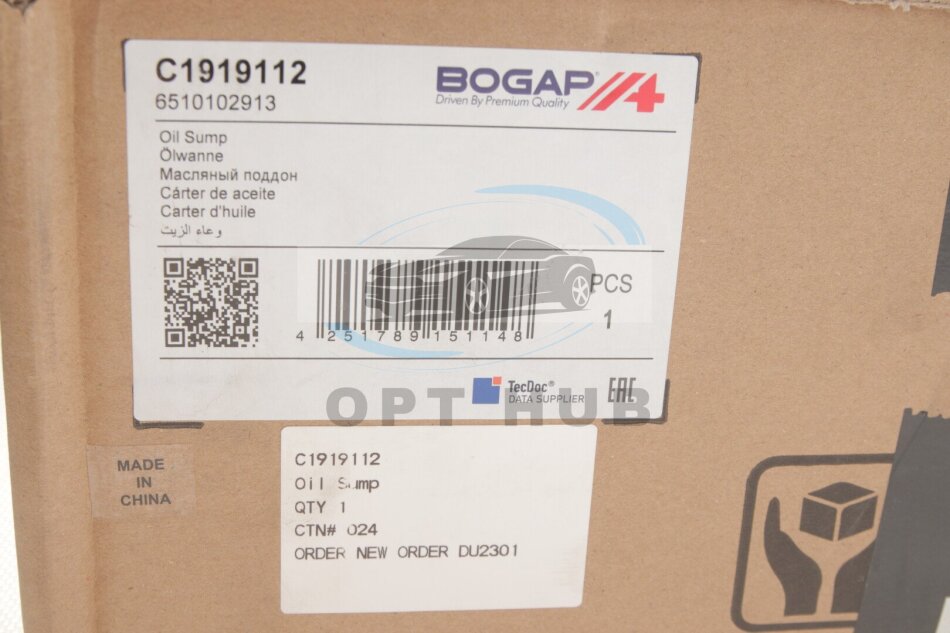 C1919112
6510102913
BOGAP
Driven By Premium Quality
Oil Sump
Ölwanne
Масляный поддон
Cárter de aceite
Carter d'huile
وعاء الزيت
PCS
1
4 251789 151148
TecDoc®
DATA SUPPLIER
EAC
OPT HUB
MADE
IN
CHINA
C1919112
Oil Sump
QTY 1
CTN# 024
ORDER NEW ORDER DU2301